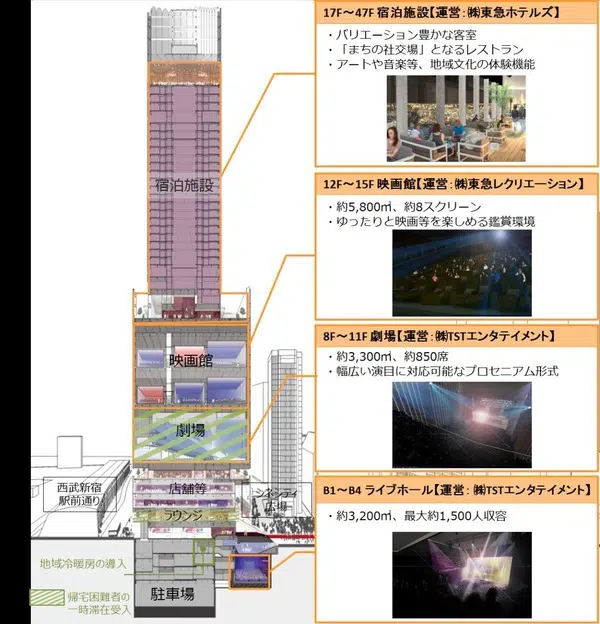 17F~47F 宿泊施設【運営:㈱東急ホテルズ】
・バリエーション豊かな客室
・「まちの社交場」となるレストラン
・アートや音楽等、地域文化の体験機能
12F~15F 映画館【運営:㈱東急レクリエーション】
・約5,800㎡、約8スクリーン
・ゆったりと映画等を楽しめる鑑賞環境
8F~11F 劇場【運営:㈱TSTエンタテイメント】
・約3,300㎡、約850席
・幅広い演目に対応可能なプロセニアム形式
B1~B4 ライブホール【運営:㈱TSTエンタテイメント】
・約3,200㎡、最大約1,500人収容
宿泊施設
映画館
劇場
店舗等
ラウンジ
西武新宿
駅前通り
シネシティ
広場
地域冷暖房の導入
駐車場
帰宅困難者の
一時滞在受入